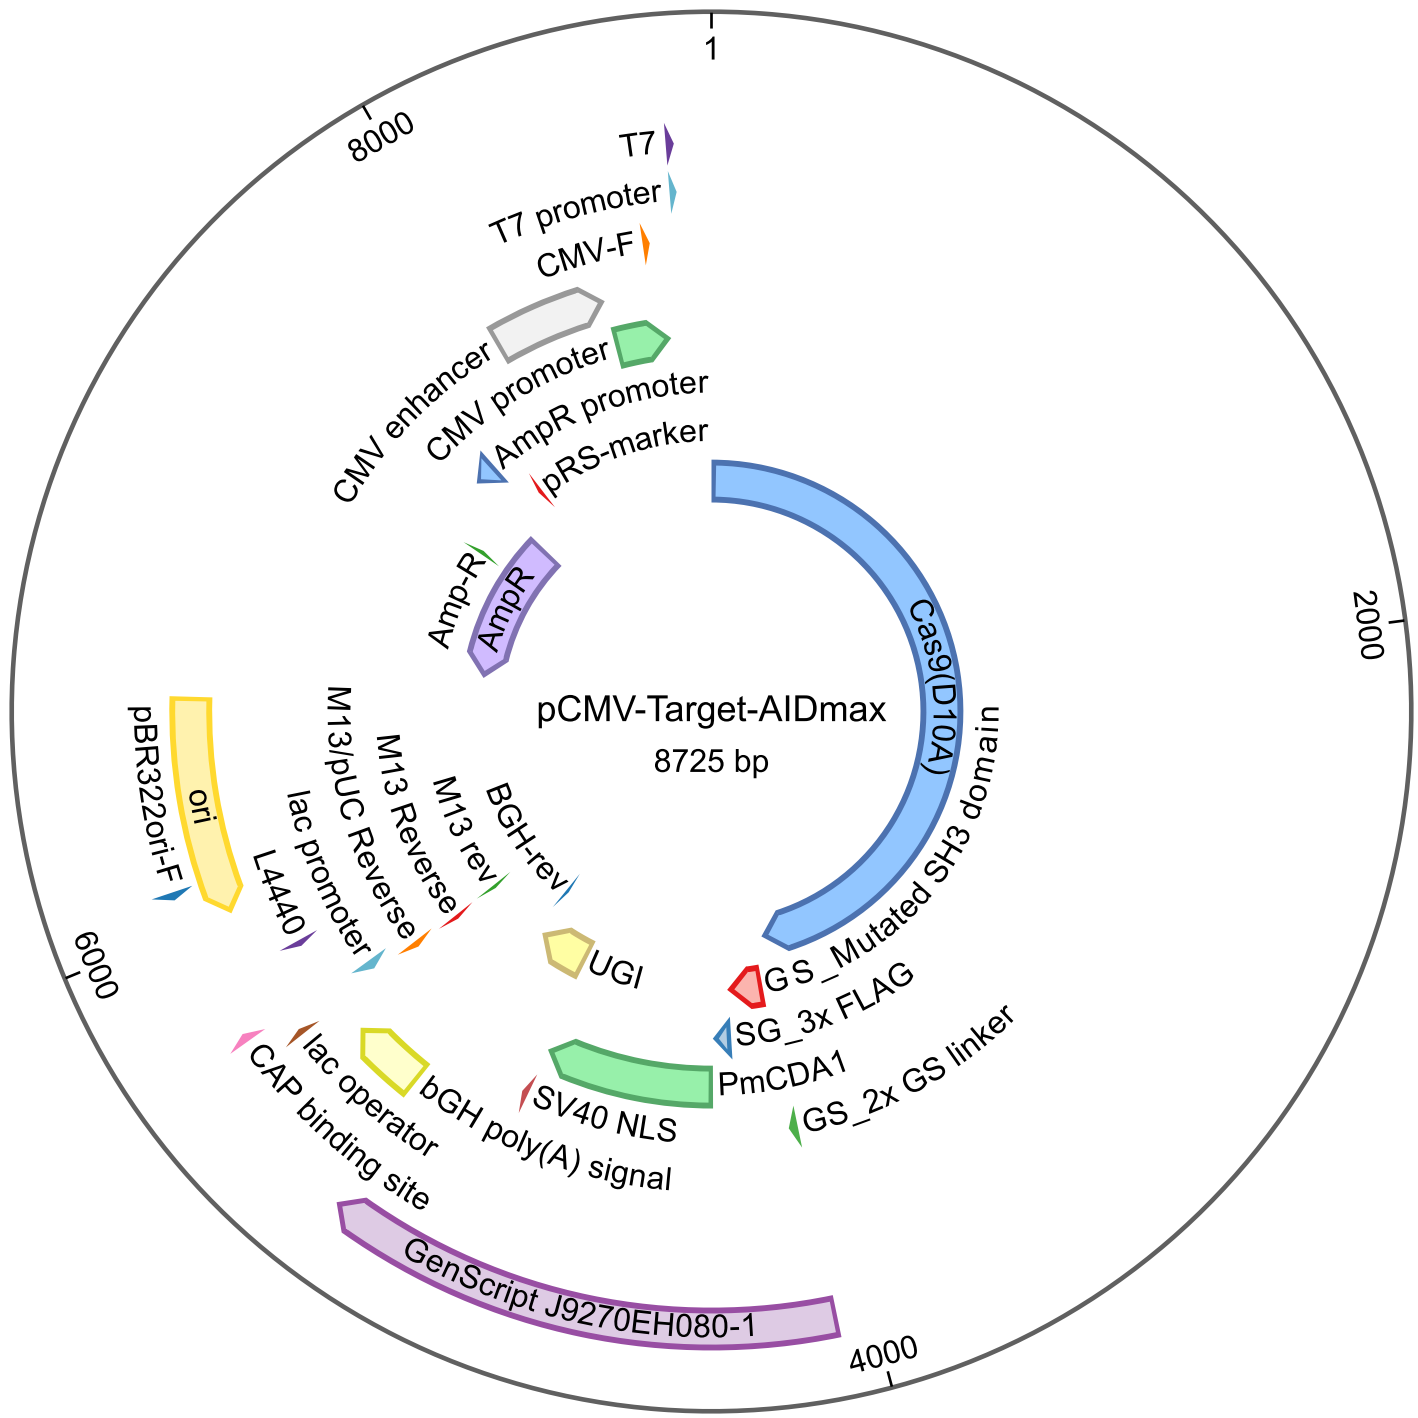 1
8000
T7
T7 promoter
CMV-F
CMV enhancer
CMV promoter
AmpR promoter
pRS-marker
Amp-R
AmpR
2000
Cas9(D10A)
pCMV-Target-AIDmax
8725 bp
pBR322ori-F
ori
L4440
lac promoter
M13/pUC Reverse
M13 Reverse
M13 rev
BGH-rev
UGI
GS_Mutated SH3 domain
SG_3x FLAG
PmCDA1
GS_2x GS linker
6000
SV40 NLS
bGH poly(A) signal
lac operator
CAP binding site
GenScript J9270EH080-1
4000